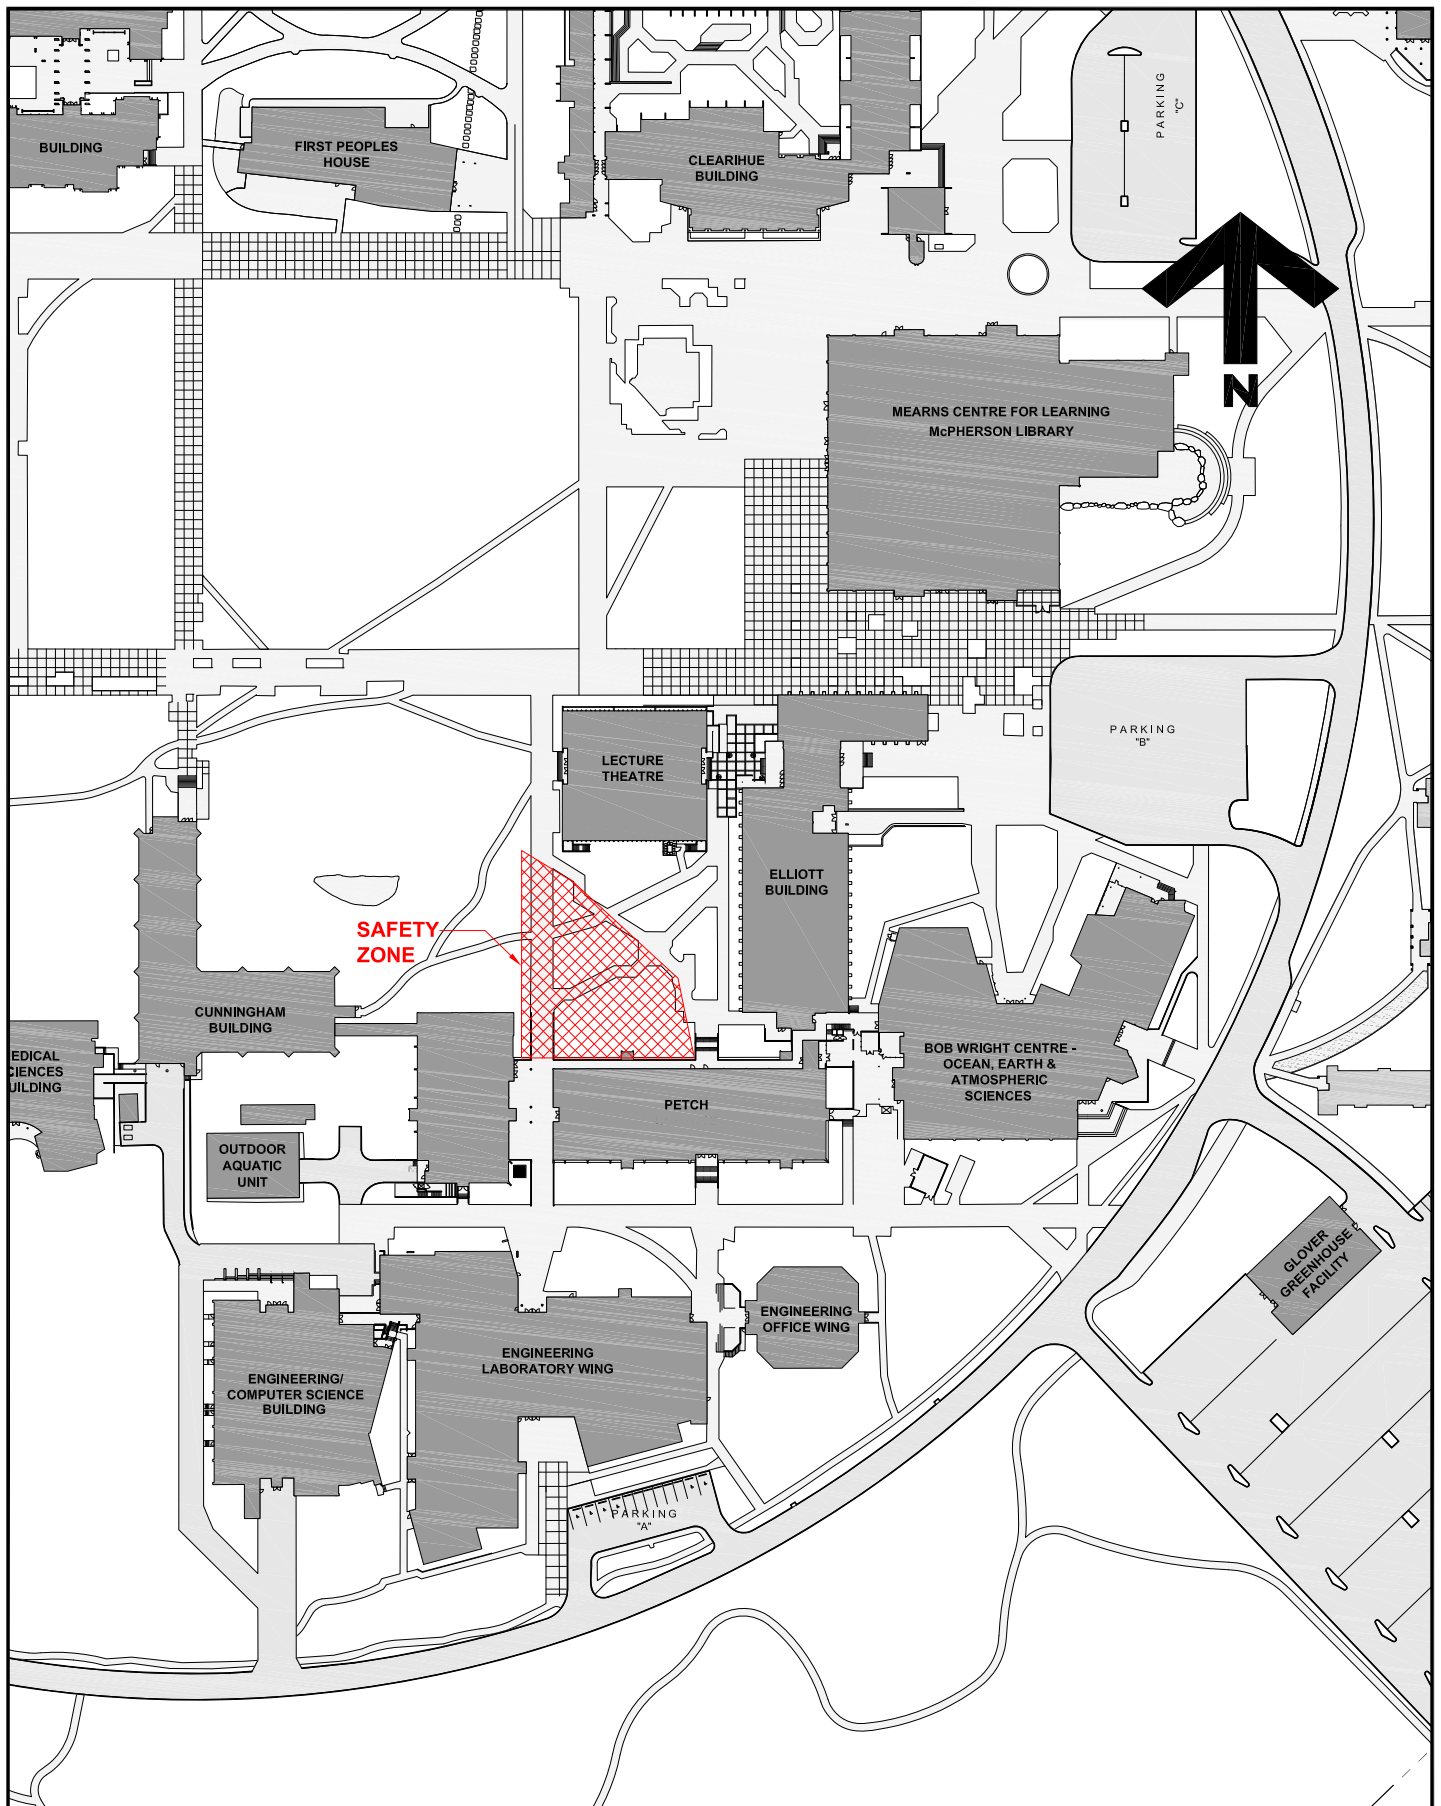 PARKING
"C"
BUILDING
FIRST PEOPLES
HOUSE
CLEARIHUE
BUILDING
N
MEARNS CENTRE FOR LEARNING
McPHERSON LIBRARY
PARKING
"B"
LECTURE
THEATRE
ELLIOTT
BUILDING
SAFETY
ZONE
CUNNINGHAM
BUILDING
EDICAL
CIENCES
UILDING
BOB WRIGHT CENTRE -
OCEAN, EARTH &
ATMOSPHERIC
SCIENCES
PETCH
OUTDOOR
AQUATIC
UNIT
GLOVER
GREENHOUSE
FACILITY
ENGINEERING
OFFICE WING
ENGINEERING
LABORATORY WING
ENGINEERING/
COMPUTER SCIENCE
BUILDING
PARKING
"A"